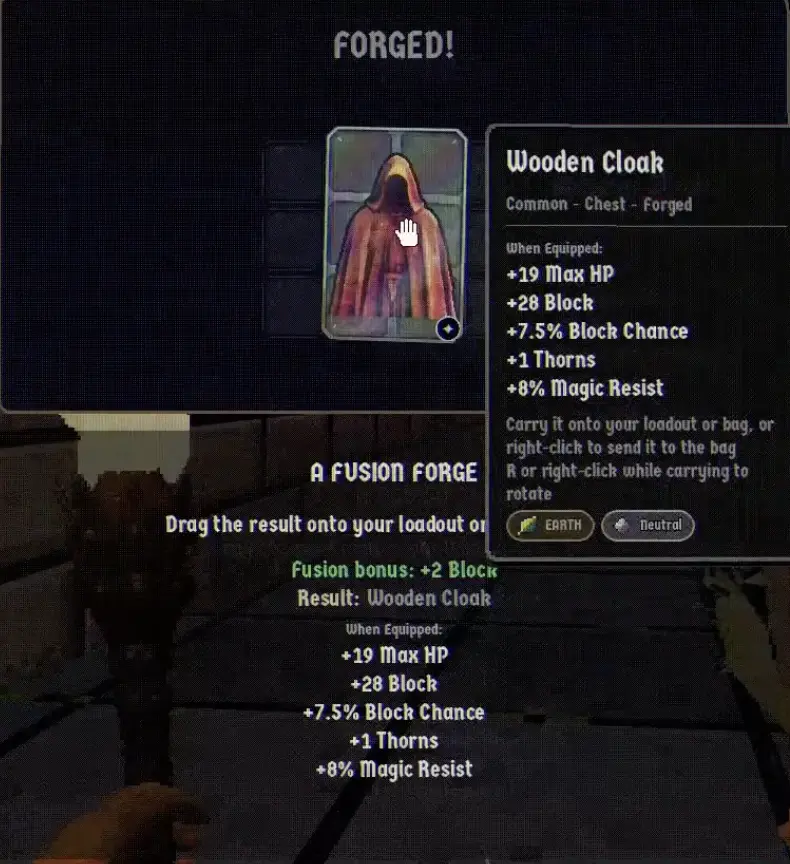 FORGED!
Wooden Cloak
Common - Chest - Forged
When Equipped:
+19 Max HP
+28 Block
+7.5% Block Chance
+1 Thorns
+8% Magic Resist
Carry it onto your loadout or bag, or
right-click to send it to the bag
R or right-click while carrying to
rotate
EARTH
Neutral
A FUSION FORGE
Drag the result onto your loadout or
Fusion bonus: +2 Block
Result: Wooden Cloak
When Equipped:
+19 Max HP
+28 Block
+7.5% Block Chance
+1 Thorns
+8% Magic Resist